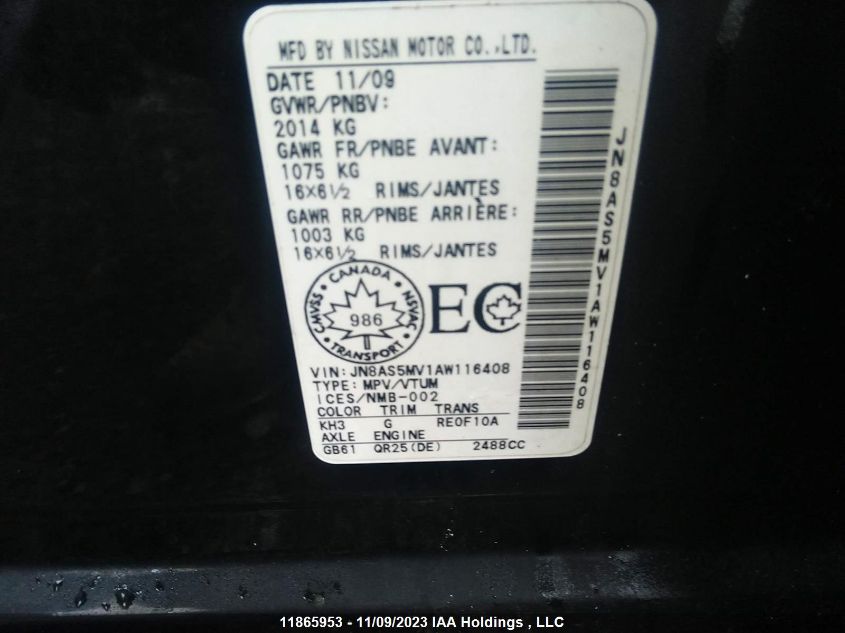 MFD BY NISSAN MOTOR CO.,LTD.
DATE 11/09
GVWR/PNBV:
2014 KG
GAWR FR/PNBE AVANT:
1075 KG
16X6½ RIMS/JANTES
GAWR RR/PNBE ARRIÈRE:
1003 KG
16X6½ RIMS/JANTES
CANADA
CMVSS
NSVAC
986
TRANSPORT
EC
VIN:JN8AS5MV1AW116408
TYPE:MPV/VTUM
ICES/NMB-002
COLOR TRIM TRANS
KH3 G RE0F10A
AXLE ENGINE
GB61 QR25(DE) 2488CC
JN8AS5MV1AW116408
11865953 - 11/09/2023 IAA Holdings , LLC